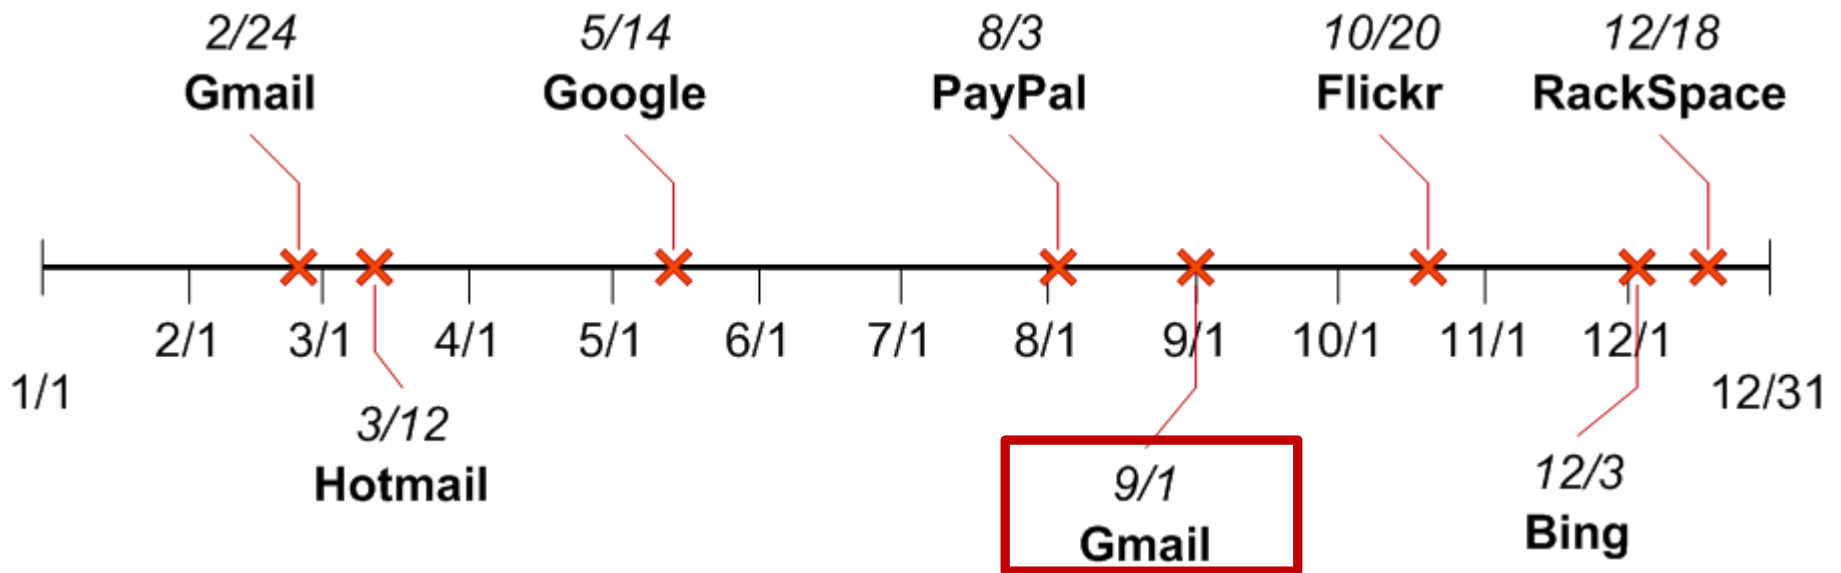 2/24 5/14 8/3 10/20 12/18
Gmail Google PayPal Flickr RackSpace
2/1 3/1 4/1 5/1 6/1 7/1 8/1 9/1 10/1 11/1 12/1
1/1 12/31
3/12
Hotmail
9/1
Gmail
12/3
Bing